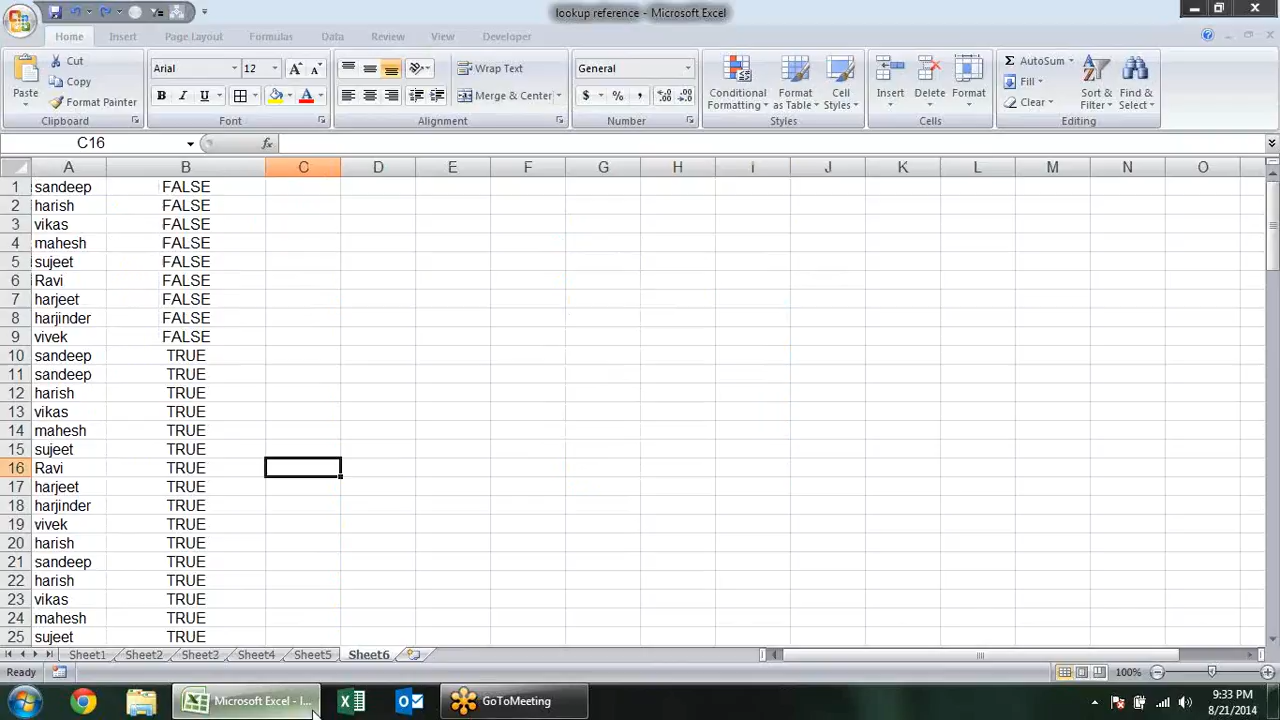 lookup reference - Microsoft Excel
Home Insert Page Layout Formulas Data Review View Developer
Cut Arial 12 Wrap Text General AutoSum
Copy Fill
Paste Format Painter Merge & Center $ % , Conditional Formatting Format as Table Cell Styles Insert Delete Format Clear Sort & Filter Find & Select
Clipboard Font Alignment Number Styles Cells Editing
C16 fx
A B C D E F G H I J K L M N O
1 sandeep FALSE
2 harish FALSE
3 vikas FALSE
4 mahesh FALSE
5 sujeet FALSE
6 Ravi FALSE
7 harjeet FALSE
8 harjinder FALSE
9 vivek FALSE
10 sandeep TRUE
11 sandeep TRUE
12 harish TRUE
13 vikas TRUE
14 mahesh TRUE
15 sujeet TRUE
16 Ravi TRUE
17 harjeet TRUE
18 harjinder TRUE
19 vivek TRUE
20 harish TRUE
21 sandeep TRUE
22 harish TRUE
23 vikas TRUE
24 mahesh TRUE
25 sujeet TRUE
Sheet1 Sheet2 Sheet3 Sheet4 Sheet5 Sheet6
Ready 100%
Microsoft Excel - l... GoToMeeting 9:33 PM
8/21/2014